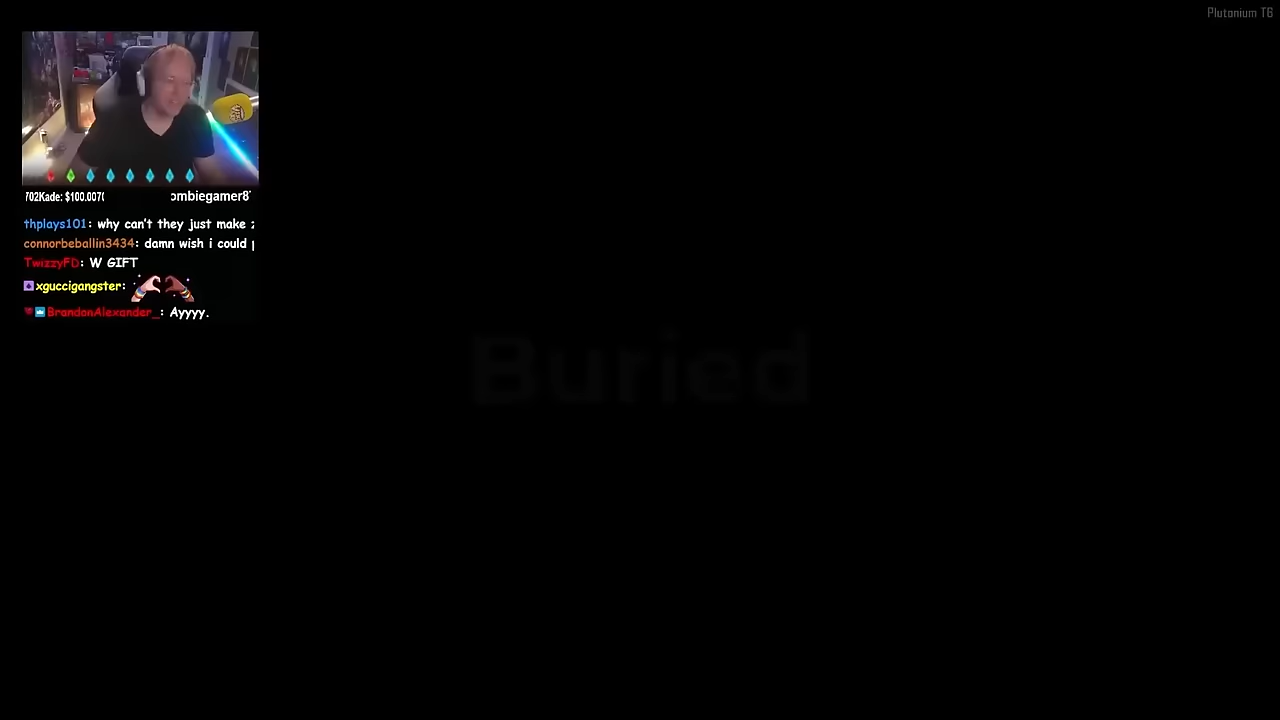 Plutonium T6
702Kade: $100.007(
ombiegamer8
thplays101: why can't they just make
connorbeballin3434: damn wish i could
TwizzyFD: W GIFT
xguccigangster:
BrandonAlexander_: Ayyyy.
Buried